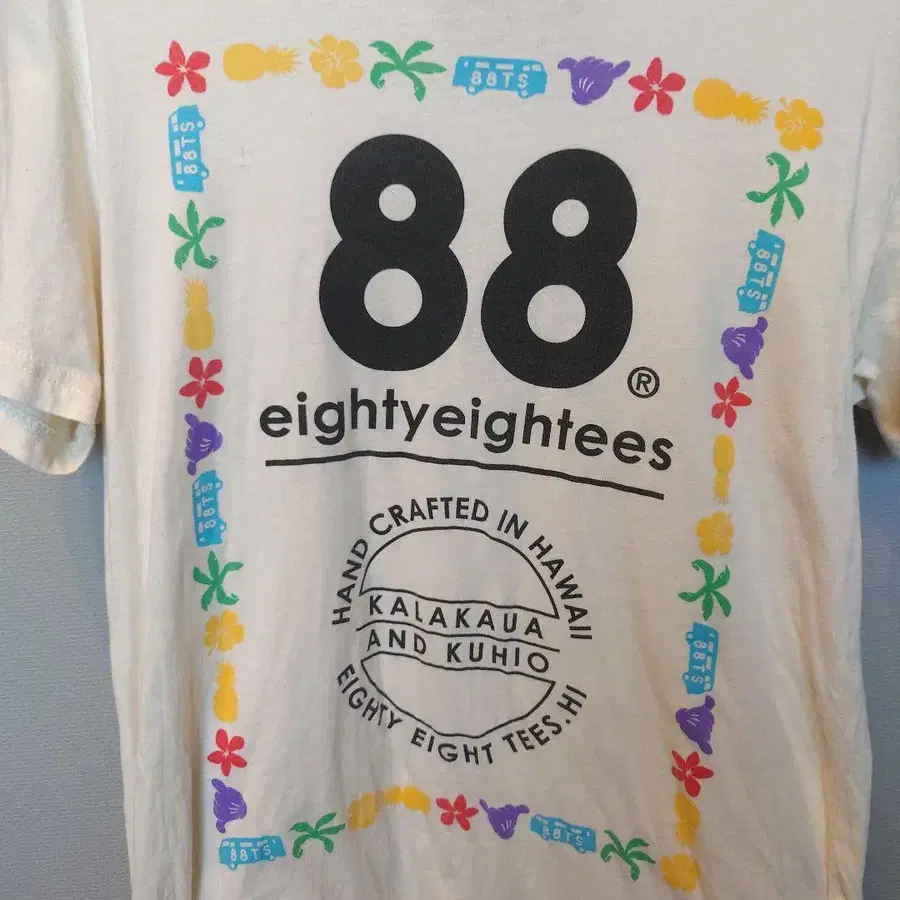 88TS
88TS
88
®
eightyeightees
88TS
88TS
HAND CRAFTED IN HAWAII
KALAKAUA
AND KUHIO
EIGHTY EIGHT TEES.HI
88TS
88TS
88TS